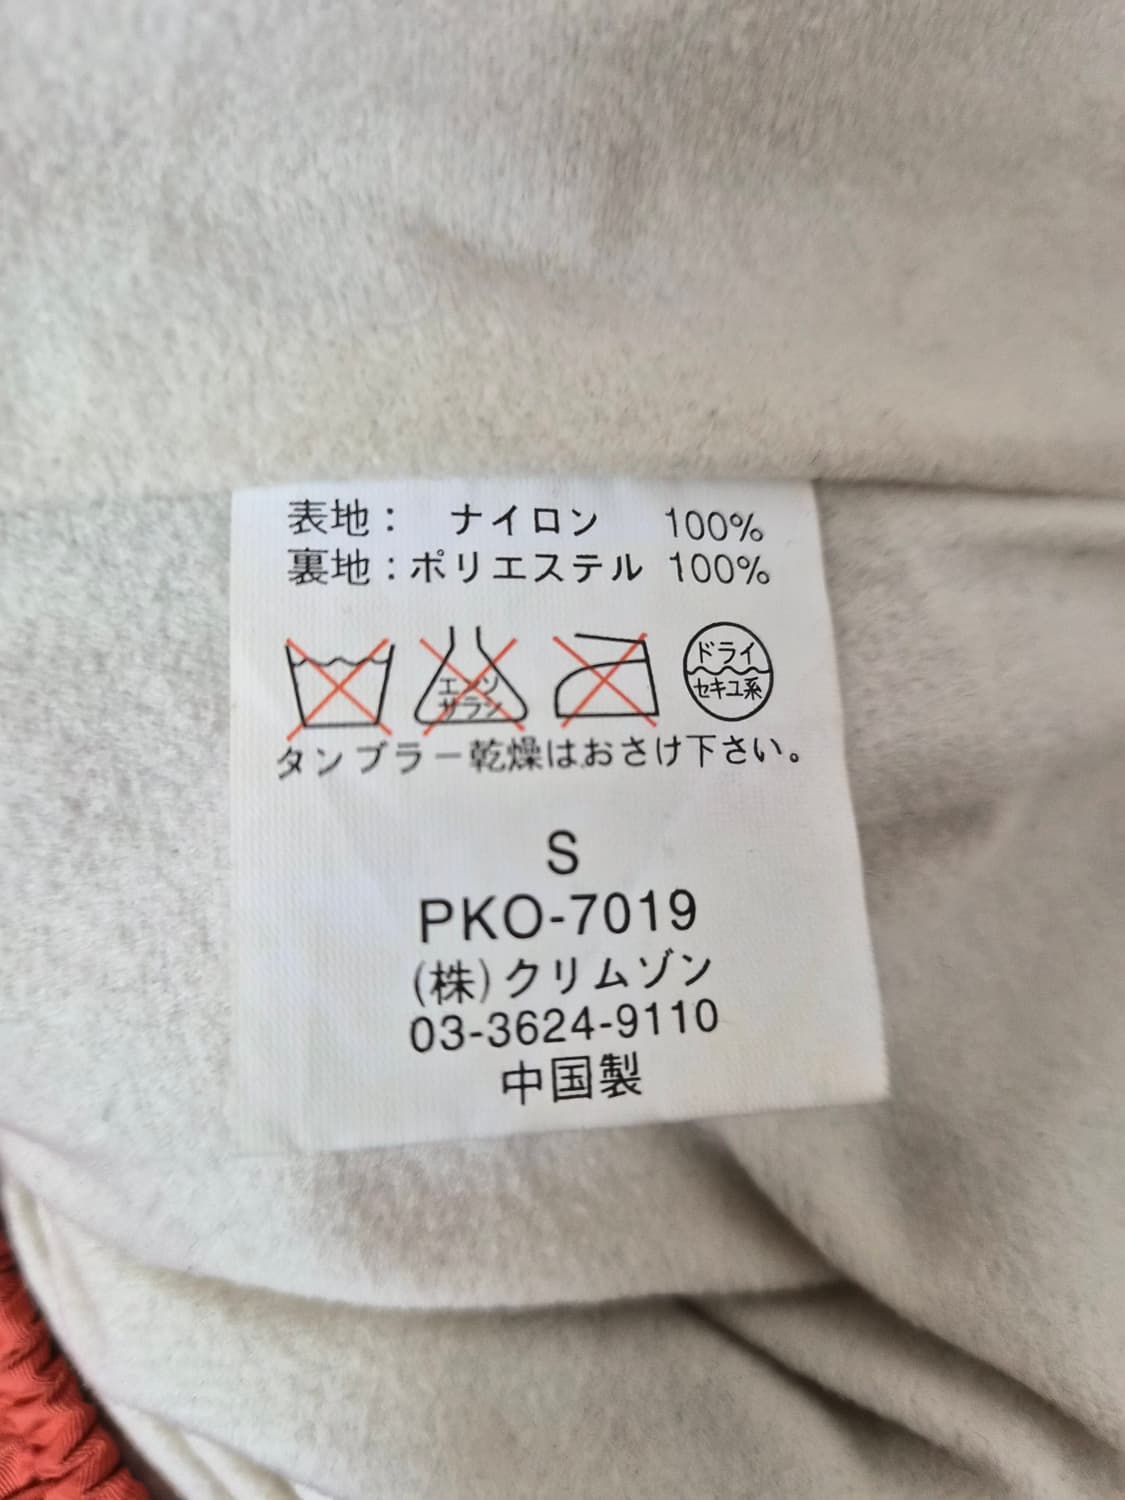 表地： ナイロン 100%
裏地：ポリエステル 100%
エンソ
サラシ
ドライ
セキユ系
タンブラー乾燥はおさけ下さい。
S
PKO-7019
(株)クリムゾン
03-3624-9110
中国製